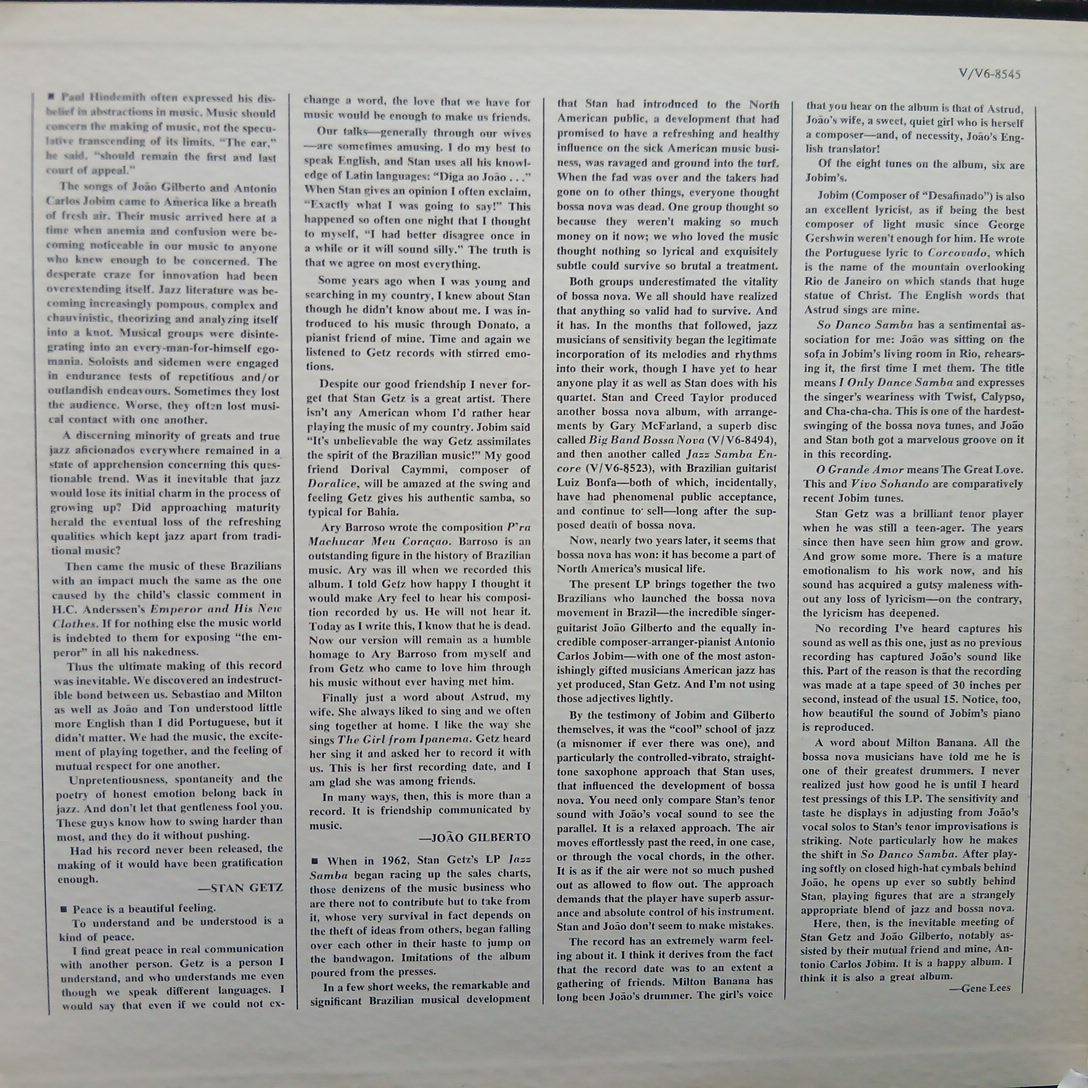 V/V6-8545
■ Paul Hindemith often expressed his dis-
belief in abstractions in music. Music should
concern the making of music, not the specu-
lative transcending of its limits. "The ear,"
he said, "should remain the first and last
court of appeal."
The songs of João Gilberto and Antonio
Carlos Jobim came to America like a breath
of fresh air. Their music arrived here at a
time when anemia and confusion were be-
coming noticeable in our music to anyone
who knew enough to be concerned. The
desperate craze for innovation had been
overextending itself. Jazz literature was be-
coming increasingly pompous, complex and
chauvinistic, theorizing and analyzing itself
into a knot. Musical groups were disinte-
grating into an every-man-for-himself ego-
mania. Soloists and sidemen were engaged
in endurance tests of repetitious and/or
outlandish endeavours. Sometimes they lost
the audience. Worse, they often lost musi-
cal contact with one another.
A discerning minority of greats and true
jazz aficionados everywhere remained in a
state of apprehension concerning this ques-
tionable trend. Was it inevitable that jazz
would lose its initial charm in the process of
growing up? Did approaching maturity
herald the eventual loss of the refreshing
qualities which kept jazz apart from tradi-
tional music?
Then came the music of these Brazilians
with an impact much the same as the one
caused by the child's classic comment in
H.C. Anderssen's Emperor and His New
Clothes. If for nothing else the music world
is indebted to them for exposing "the em-
peror" in all his nakedness.
Thus the ultimate making of this record
was inevitable. We discovered an indestruct-
ible bond between us. Sebastiao and Milton
as well as João and Ton understood little
more English than I did Portuguese, but it
didn't matter. We had the music, the excite-
ment of playing together, and the feeling of
mutual respect for one another.
Unpretentiousness, spontaneity and the
poetry of honest emotion belong back in
jazz. And don't let that gentleness fool you.
These guys know how to swing harder than
most, and they do it without pushing.
Had his record never been released, the
making of it would have been gratification
enough.
—STAN GETZ
■ Peace is a beautiful feeling.
To understand and be understood is a
kind of peace.
I find great peace in real communication
with another person. Getz is a person I
understand, and who understands me even
though we speak different languages. I
would say that even if we could not ex-
change a word, the love that we have for
music would be enough to make us friends.
Our talks—generally through our wives
—are sometimes amusing. I do my best to
speak English, and Stan uses all his knowl-
edge of Latin languages: "Diga ao João . . ."
When Stan gives an opinion I often exclaim,
"Exactly what I was going to say!" This
happened so often one night that I thought
to myself, "I had better disagree once in
a while or it will sound silly." The truth is
that we agree on most everything.
Some years ago when I was young and
searching in my country, I knew about Stan
though he didn't know about me. I was in-
troduced to his music through Donato, a
pianist friend of mine. Time and again we
listened to Getz records with stirred emo-
tions.
Despite our good friendship I never for-
get that Stan Getz is a great artist. There
isn't any American whom I'd rather hear
playing the music of my country. Jobim said
"It's unbelievable the way Getz assimilates
the spirit of the Brazilian music!" My good
friend Dorival Caymmi, composer of
Doralice, will be amazed at the swing and
feeling Getz gives his authentic samba, so
typical for Bahia.
Ary Barroso wrote the composition P'ra
Machucar Meu Coraçao. Barroso is an
outstanding figure in the history of Brazilian
music. Ary was ill when we recorded this
album. I told Getz how happy I thought it
would make Ary feel to hear his composi-
tion recorded by us. He will not hear it.
Today as I write this, I know that he is dead.
Now our version will remain as a humble
homage to Ary Barroso from myself and
from Getz who came to love him through
his music without ever having met him.
Finally just a word about Astrud, my
wife. She always liked to sing and we often
sing together at home. I like the way she
sings The Girl from Ipanema. Getz heard
her sing it and asked her to record it with
us. This is her first recording date, and I
am glad she was among friends.
In many ways, then, this is more than a
record. It is friendship communicated by
music.
—JOÃO GILBERTO
■ When in 1962, Stan Getz's LP Jazz
Samba began racing up the sales charts,
those denizens of the music business who
are there not to contribute but to take from
it, whose very survival in fact depends on
the theft of ideas from others, began falling
over each other in their haste to jump on
the bandwagon. Imitations of the album
poured from the presses.
In a few short weeks, the remarkable and
significant Brazilian musical development
that Stan had introduced to the North
American public, a development that had
promised to have a refreshing and healthy
influence on the sick American music busi-
ness, was ravaged and ground into the turf.
When the fad was over and the takers had
gone on to other things, everyone thought
bossa nova was dead. One group thought so
because they weren't making so much
money on it now; we who loved the music
thought nothing so lyrical and exquisitely
subtle could survive so brutal a treatment.
Both groups underestimated the vitality
of bossa nova. We all should have realized
that anything so valid had to survive. And
it has. In the months that followed, jazz
musicians of sensitivity began the legitimate
incorporation of its melodies and rhythms
into their work, though I have yet to hear
anyone play it as well as Stan does with his
quartet. Stan and Creed Taylor produced
another bossa nova album, with arrange-
ments by Gary McFarland, a superb disc
called Big Band Bossa Nova (V/V6-8494),
and then another called Jazz Samba En-
core (V/V6-8523), with Brazilian guitarist
Luiz Bonfa—both of which, incidentally,
have had phenomenal public acceptance,
and continue to sell—long after the sup-
posed death of bossa nova.
Now, nearly two years later, it seems that
bossa nova has won: it has become a part of
North America's musical life.
The present LP brings together the two
Brazilians who launched the bossa nova
movement in Brazil—the incredible singer-
guitarist João Gilberto and the equally in-
credible composer-arranger-pianist Antonio
Carlos Jobim—with one of the most aston-
ishingly gifted musicians American jazz has
yet produced, Stan Getz. And I'm not using
those adjectives lightly.
By the testimony of Jobim and Gilberto
themselves, it was the "cool" school of jazz
(a misnomer if ever there was one), and
particularly the controlled-vibrato, straight-
tone saxophone approach that Stan uses,
that influenced the development of bossa
nova. You need only compare Stan's tenor
sound with João's vocal sound to see the
parallel. It is a relaxed approach. The air
moves effortlessly past the reed, in one case,
or through the vocal chords, in the other.
It is as if the air were not so much pushed
out as allowed to flow out. The approach
demands that the player have superb assur-
ance and absolute control of his instrument.
Stan and João don't seem to make mistakes.
The record has an extremely warm feel-
ing about it. I think it derives from the fact
that the record date was to an extent a
gathering of friends. Milton Banana has
long been João's drummer. The girl's voice
that you hear on the album is that of Astrud,
João's wife, a sweet, quiet girl who is herself
a composer—and, of necessity, João's Eng-
lish translator!
Of the eight tunes on the album, six are
Jobim's.
Jobim (Composer of "Desafinado") is also
an excellent lyricist, as if being the best
composer of light music since George
Gershwin weren't enough for him. He wrote
the Portuguese lyric to Corcovado, which
is the name of the mountain overlooking
Rio de Janeiro on which stands that huge
statue of Christ. The English words that
Astrud sings are mine.
So Danco Samba has a sentimental as-
sociation for me: João was sitting on the
sofa in Jobim's living room in Rio, rehears-
ing it, the first time I met them. The title
means I Only Dance Samba and expresses
the singer's weariness with Twist, Calypso,
and Cha-cha-cha. This is one of the hardest-
swinging of the bossa nova tunes, and João
and Stan both got a marvelous groove on it
in this recording.
O Grande Amor means The Great Love.
This and Vivo Sohando are comparatively
recent Jobim tunes.
Stan Getz was a brilliant tenor player
when he was still a teen-ager. The years
since then have seen him grow and grow.
And grow some more. There is a mature
emotionalism to his work now, and his
sound has acquired a gutsy maleness with-
out any loss of lyricism—on the contrary,
the lyricism has deepened.
No recording I've heard captures his
sound as well as this one, just as no previous
recording has captured João's sound like
this. Part of the reason is that the recording
was made at a tape speed of 30 inches per
second, instead of the usual 15. Notice, too,
how beautiful the sound of Jobim's piano
is reproduced.
A word about Milton Banana. All the
bossa nova musicians have told me he is
one of their greatest drummers. I never
realized just how good he is until I heard
test pressings of this LP. The sensitivity and
taste he displays in adjusting from João's
vocal solos to Stan's tenor improvisations is
striking. Note particularly how he makes
the shift in So Danco Samba. After play-
ing softly on closed high-hat cymbals behind
João, he opens up ever so subtly behind
Stan, playing figures that are a strangely
appropriate blend of jazz and bossa nova.
Here, then, is the inevitable meeting of
Stan Getz and João Gilberto, notably as-
sisted by their mutual friend and mine, An-
tonio Carlos Jobim. It is a happy album. I
think it is also a great album.
—Gene Lees